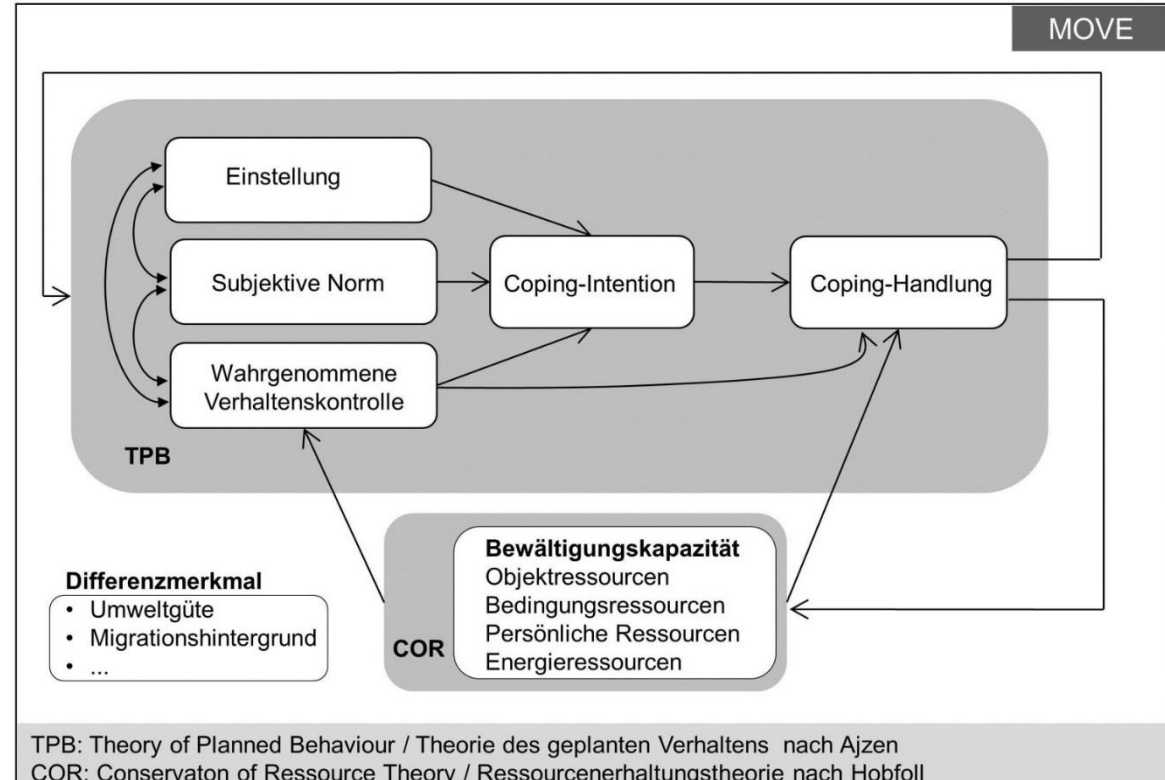 MOVE
Einstellung
Subjektive Norm
Coping-Intention
Coping-Handlung
Wahrgenommene
Verhaltenskontrolle
TPB
Differenzmerkmal
• Umweltgüte
• Migrationshintergrund
• ...
COR
Bewältigungskapazität
Objektressourcen
Bedingungsressourcen
Persönliche Ressourcen
Energieressourcen
TPB: Theory of Planned Behaviour / Theorie des geplanten Verhaltens nach Ajzen
COR: Conservaton of Ressource Theory / Ressourcenerhaltungstheorie nach Hobfoll